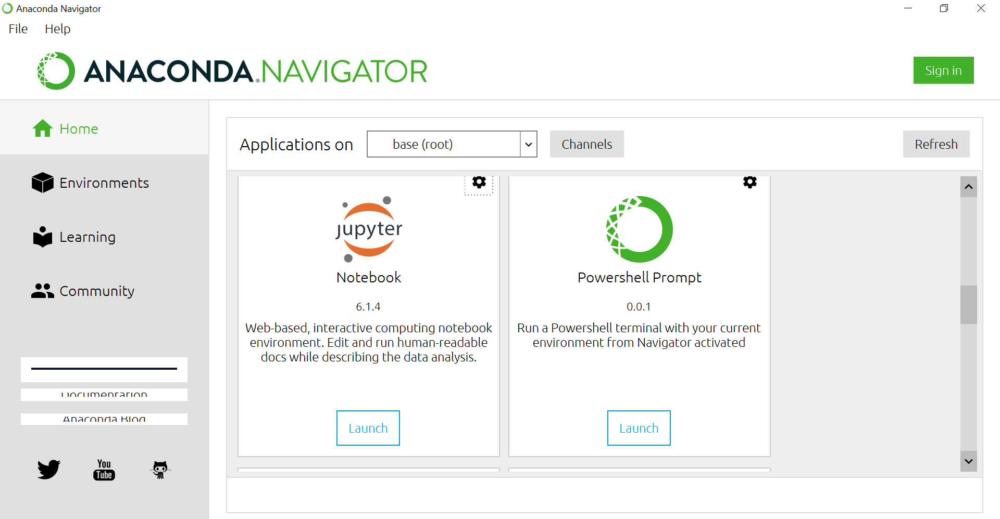 Anaconda Navigator
File Help
ANACONDA.NAVIGATOR
Sign in
Home
Environments
Learning
Community
Documentation
Anaconda Blog
You
Tube
Applications on base (root) Channels Refresh
jupyter
Notebook
6.1.4
Web-based, interactive computing notebook
environment. Edit and run human-readable
docs while describing the data analysis.
Launch
Powershell Prompt
0.0.1
Run a Powershell terminal with your current
environment from Navigator activated
Launch